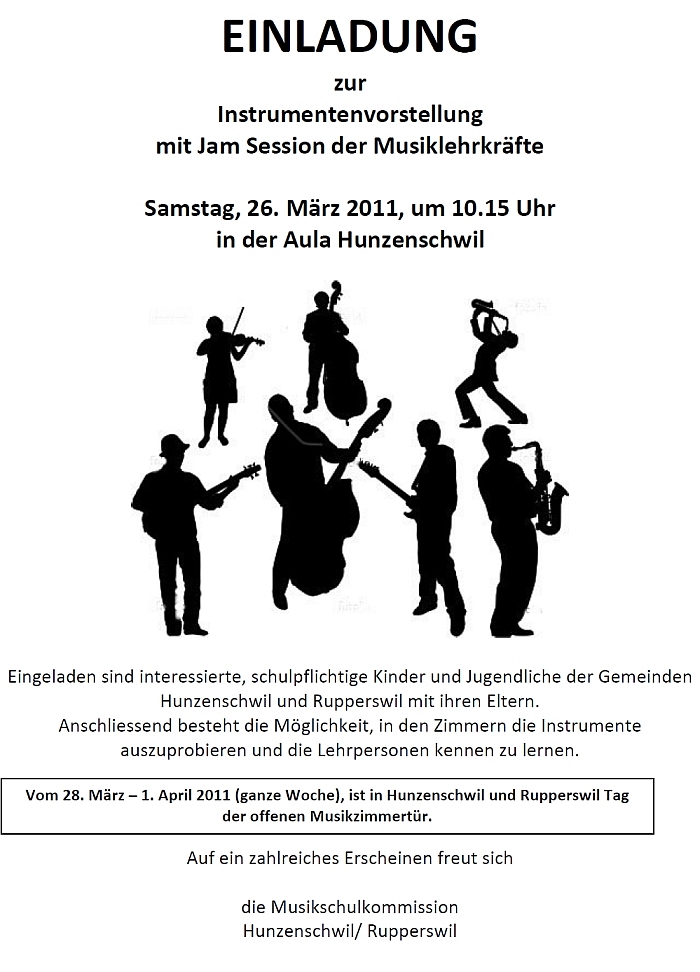 EINLADUNG
zur
Instrumentenvorstellung
mit Jam Session der Musiklehrkräfte
Samstag, 26. März 2011, um 10.15 Uhr
in der Aula Hunzenschwil
Eingeladen sind interessierte, schulpflichtige Kinder und Jugendliche der Gemeinden
Hunzenschwil und Rupperswil mit ihren Eltern.
Anschliessend besteht die Möglichkeit, in den Zimmern die Instrumente
auszuprobieren und die Lehrpersonen kennen zu lernen.
Vom 28. März – 1. April 2011 (ganze Woche), ist in Hunzenschwil und Rupperswil Tag
der offenen Musikzimmertür.
Auf ein zahlreiches Erscheinen freut sich
die Musikschulkommission
Hunzenschwil/ Rupperswil